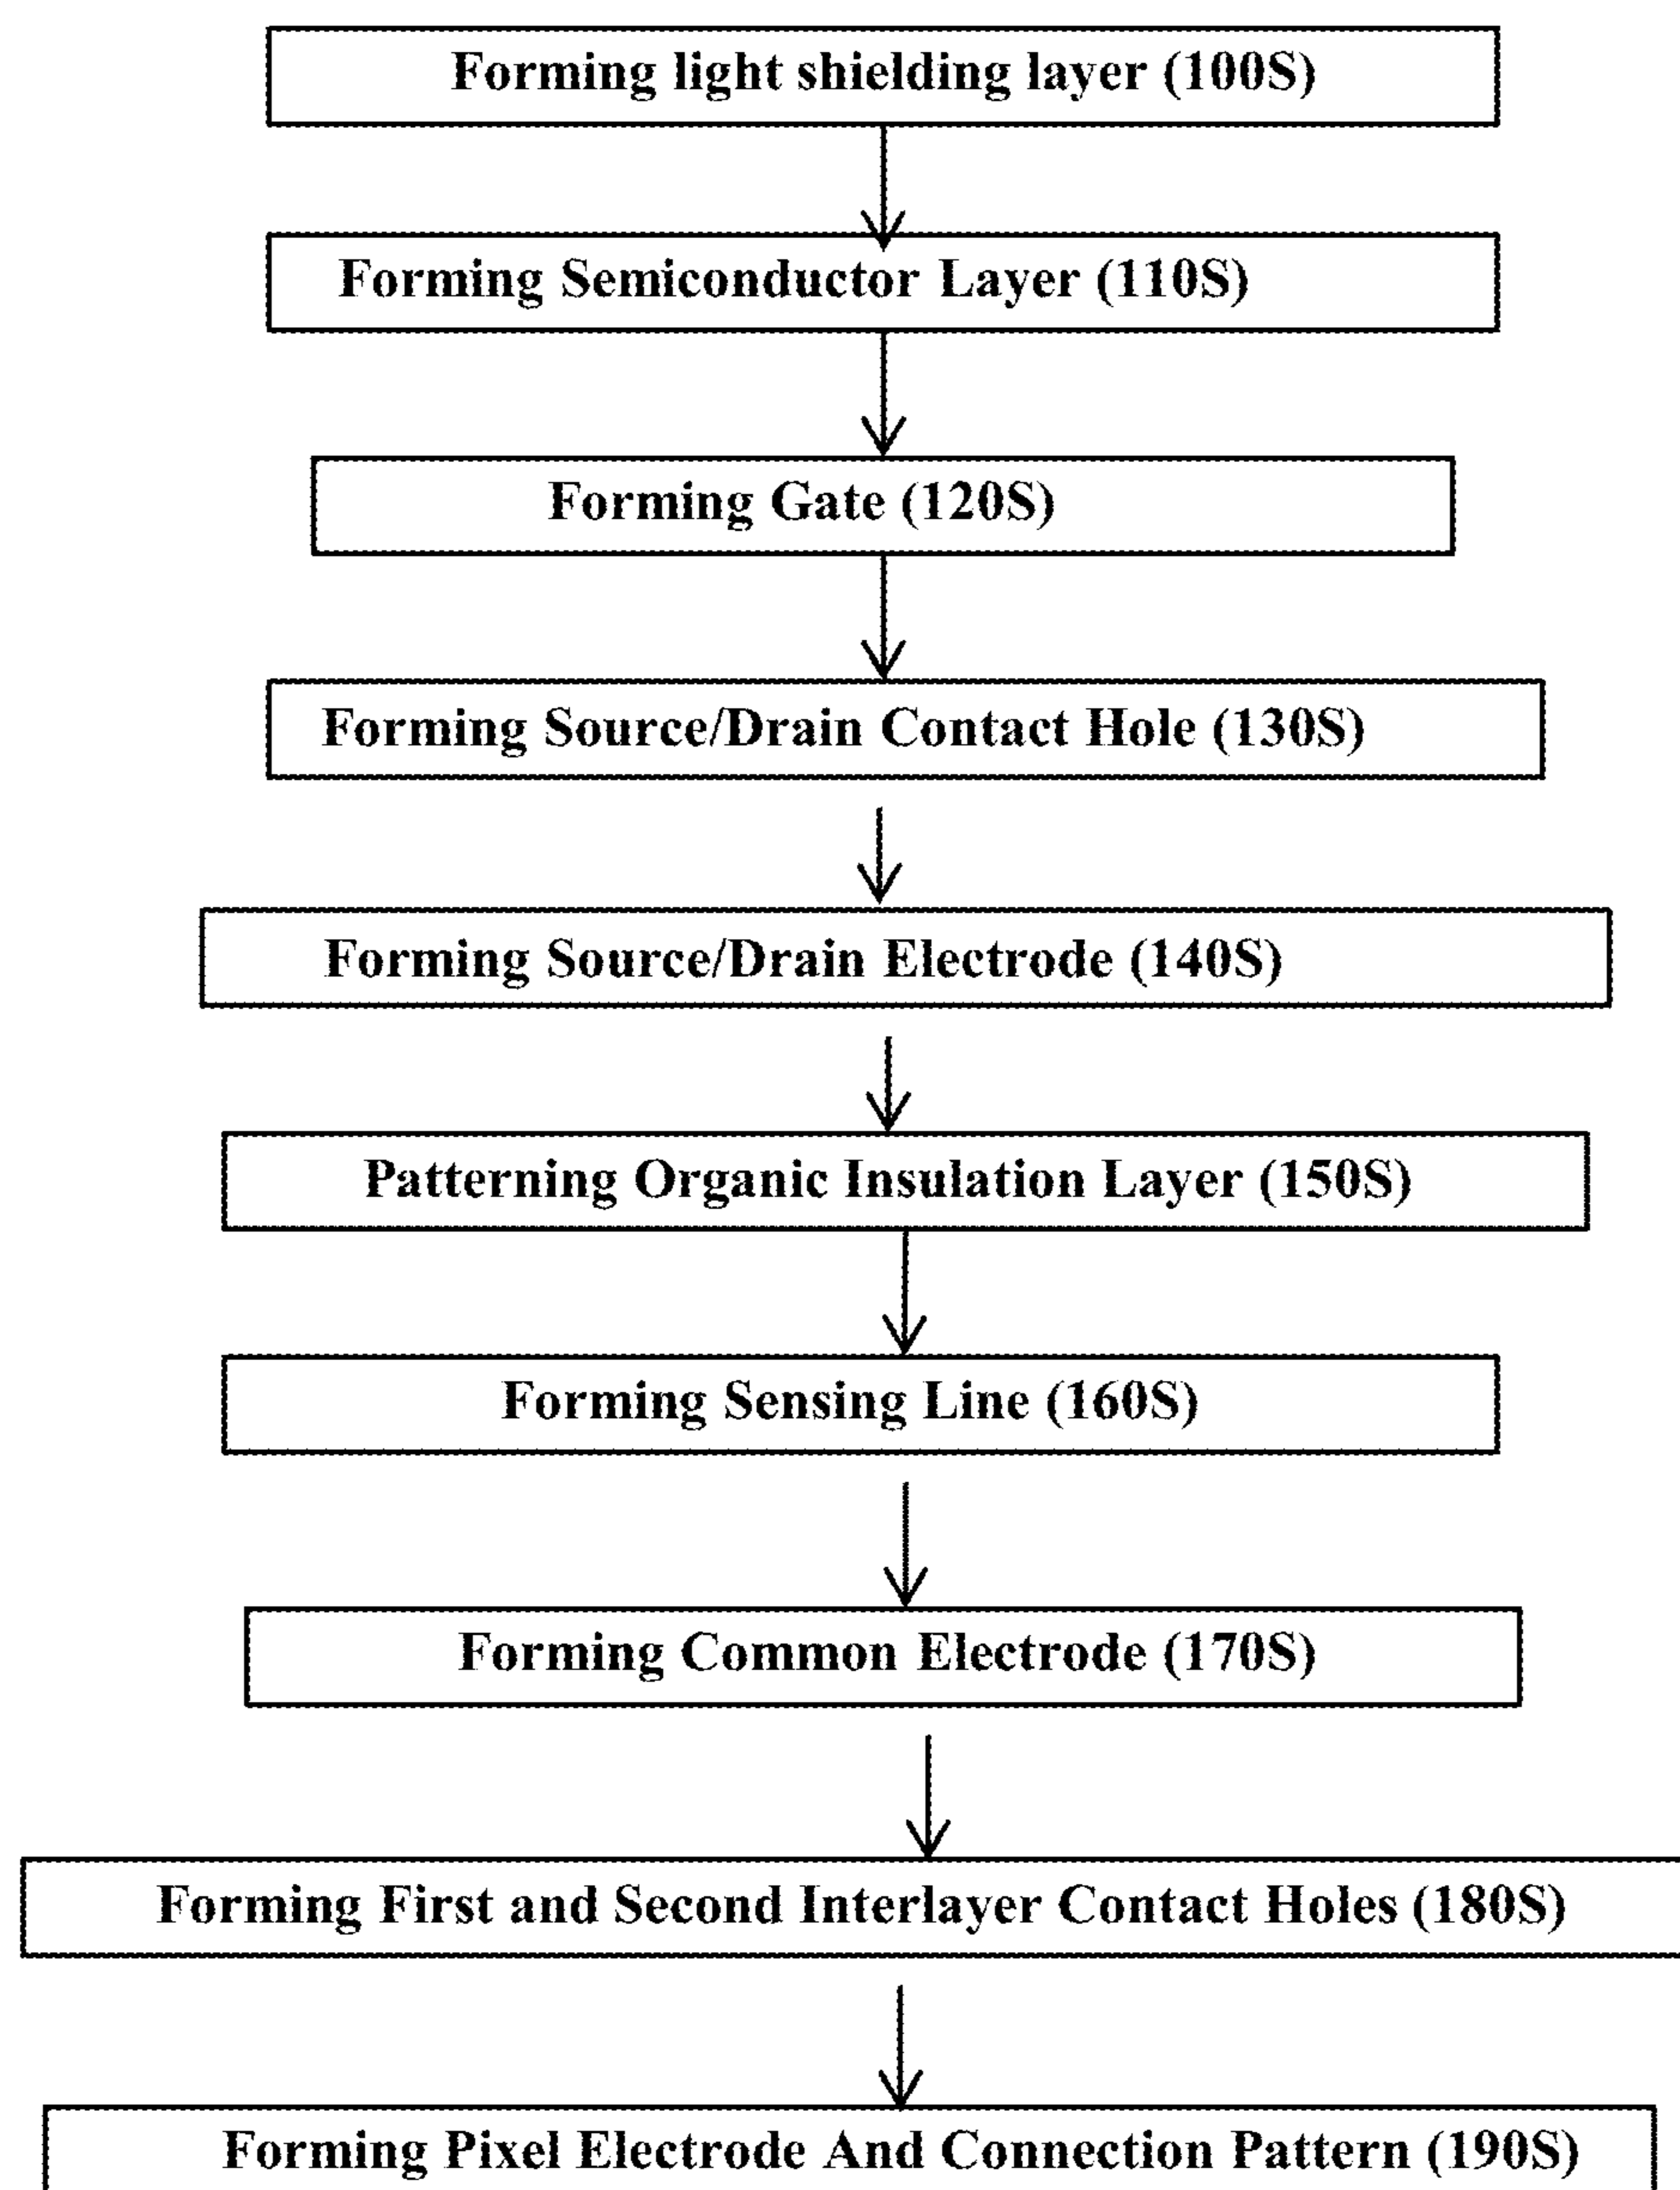 Forming light shielding layer (100S)
Forming Semiconductor Layer (110S)
Forming Gate (120S)
Forming Source/Drain Contact Hole (130S)
Forming Source/Drain Electrode (140S)
Patterning Organic Insulation Layer (150S)
Forming Sensing Line (160S)
Forming Common Electrode (170S)
Forming First and Second Interlayer Contact Holes (180S)
Forming Pixel Electrode And Connection Pattern (190S)